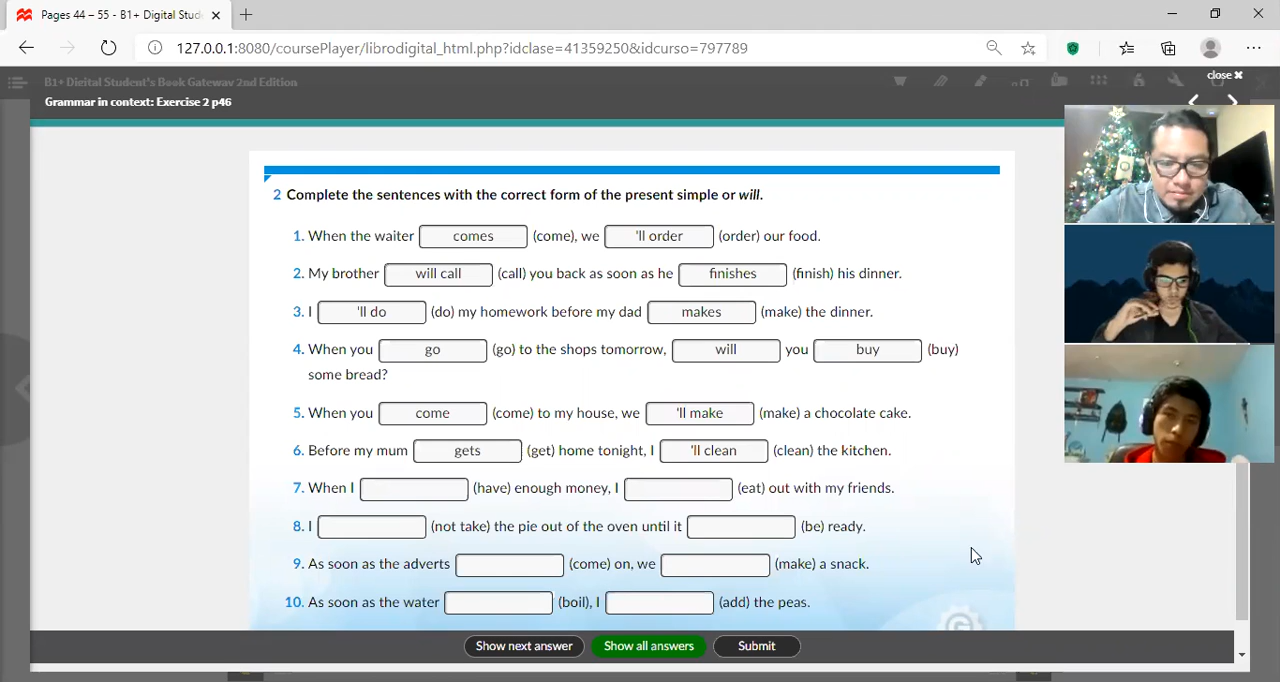 Pages 44 – 55 - B1+ Digital Stud
127.0.0.1:8080/coursePlayer/librodigital_html.php?idclase=41359250&idcurso=797789
B1+ Digital Student's Book Gateway 2nd Edition
close ✖
Grammar in context: Exercise 2 p46
2 Complete the sentences with the correct form of the present simple or will.
1. When the waiter comes (come), we 'll order (order) our food.
2. My brother will call (call) you back as soon as he finishes (finish) his dinner.
3. I 'll do (do) my homework before my dad makes (make) the dinner.
4. When you go (go) to the shops tomorrow, will you buy (buy)
some bread?
5. When you come (come) to my house, we 'll make (make) a chocolate cake.
6. Before my mum gets (get) home tonight, I 'll clean (clean) the kitchen.
7. When I (have) enough money, I (eat) out with my friends.
8. I (not take) the pie out of the oven until it (be) ready.
9. As soon as the adverts (come) on, we (make) a snack.
10. As soon as the water (boil), I (add) the peas.
Show next answer Show all answers Submit